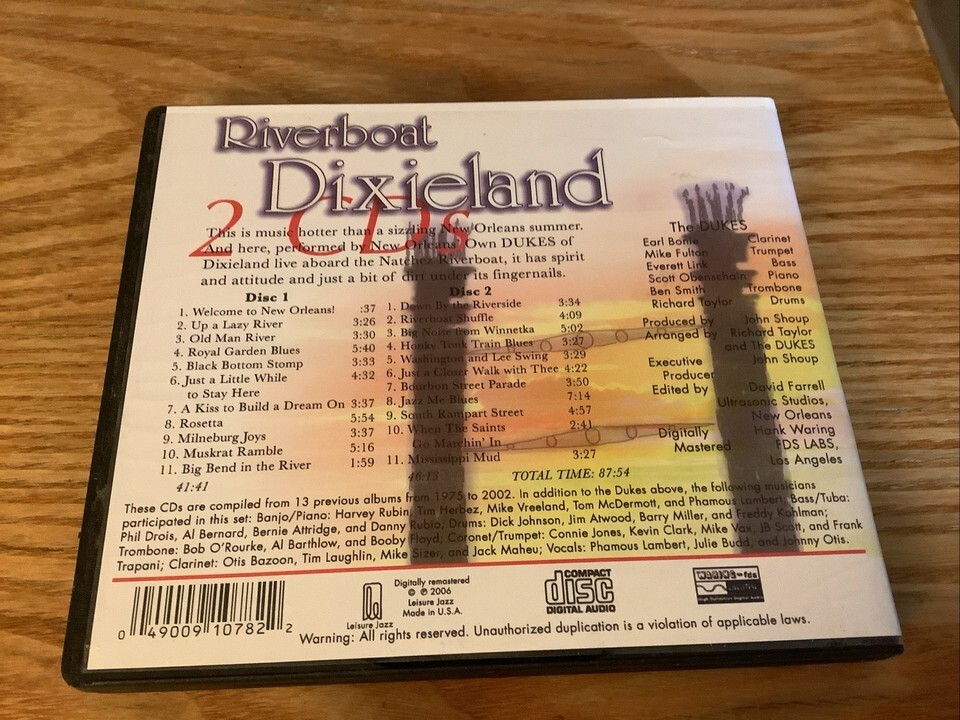 Riverboat
Dixieland
2 CDs
This is music hotter than a sizzling New Orleans summer.
And here, performed by New Orleans' Own DUKES of
Dixieland live aboard the Natchez Riverboat, it has spirit
and attitude and just a bit of dirt under its fingernails.
Disc 1
1. Welcome to New Orleans! :37
2. Up a Lazy River 3:26
3. Old Man River 3:30
4. Royal Garden Blues 5:40
5. Black Bottom Stomp 3:33
6. Just a Little While 4:32
to Stay Here
7. A Kiss to Build a Dream On 3:37
8. Rosetta 5:54
9. Milneburg Joys 3:37
10. Muskrat Ramble 5:16
11. Big Bend in the River 1:59
41:41
Disc 2
1. Down By the Riverside 3:34
2. Riverboat Shuffle 4:09
3. Big Noise from Winnetka 5:02
4. Honky Tonk Train Blues 3:27
5. Washington and Lee Swing 3:29
6. Just a Closer Walk with Thee 4:22
7. Bourbon Street Parade 3:50
8. Jazz Me Blues 7:14
9. South Rampart Street 4:57
10. When The Saints 2:41
Go Marchin' In
11. Mississippi Mud 3:27
46:13
TOTAL TIME: 87:54
The DUKES
Earl Bonie Clarinet
Mike Fulton Trumpet
Everett Link Bass
Scott Obenschain Piano
Ben Smith Trombone
Richard Taylor Drums
Produced by John Shoup
Arranged by Richard Taylor
and The DUKES
Executive John Shoup
Producer
Edited by David Farrell
Ultrasonic Studios,
New Orleans
Digitally Hank Waring
Mastered FDS LABS,
Los Angeles
These CDs are compiled from 13 previous albums from 1975 to 2002. In addition to the Dukes above, the following musicians
participated in this set: Banjo/Piano: Harvey Rubin, Tim Herbez, Mike Vreeland, Tom McDermott, and Phamous Lambert; Bass/Tuba:
Phil Drois, Al Bernard, Bernie Attridge, and Danny Rubio; Drums: Dick Johnson, Jim Atwood, Barry Miller, and Freddy Kohlman;
Trombone: Bob O'Rourke, Al Barthlow, and Booby Floyd; Coronet/Trumpet: Connie Jones, Kevin Clark, Mike Vax, JB Scott, and Frank
Trapani; Clarinet: Otis Bazoon, Tim Laughlin, Mike Sizer, and Jack Maheu; Vocals: Phamous Lambert, Julie Budd, and Johnny Otis.
0 49009 10782 2
Leisure Jazz
Digitally remastered
© ℗ 2006
Leisure Jazz
Made in U.S.A.
COMPACT
disc
DIGITAL AUDIO
WARING-fds
Warning: All rights reserved. Unauthorized duplication is a violation of applicable laws.